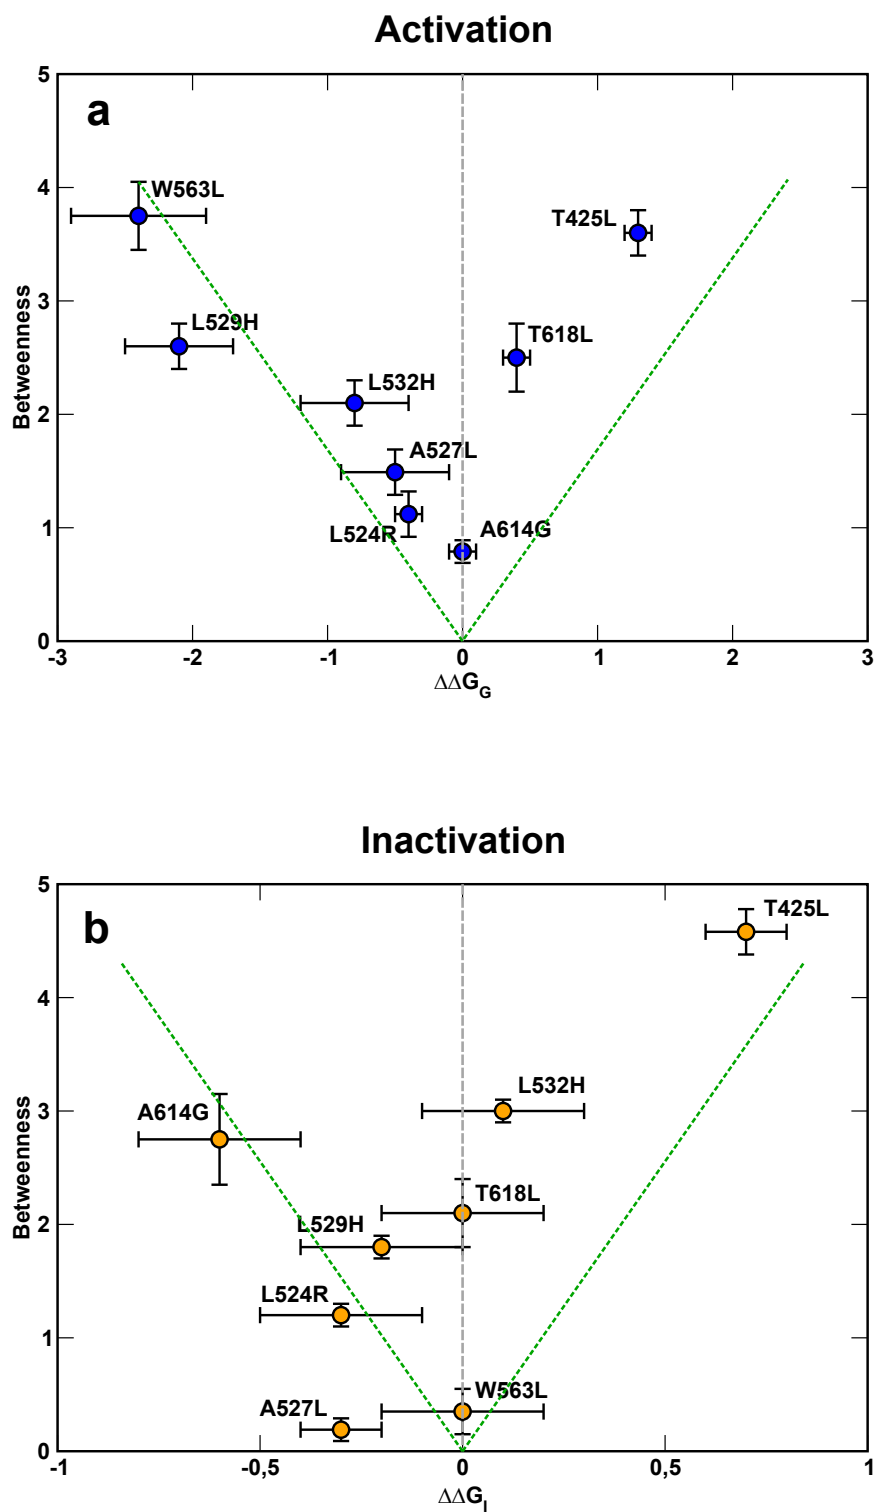 Activation
a
5
4
3
2
1
0
Betweenness
W563L
T425L
L529H
T618L
L532H
A527L
L524R
A614G
-3
-2
-1
0
1
2
3
ΔΔG_G
Inactivation
b
5
4
3
2
1
0
Betweenness
T425L
A614G
L532H
T618L
L529H
L524R
W563L
A527L
-1
-0,5
0
0,5
1
ΔΔG_I